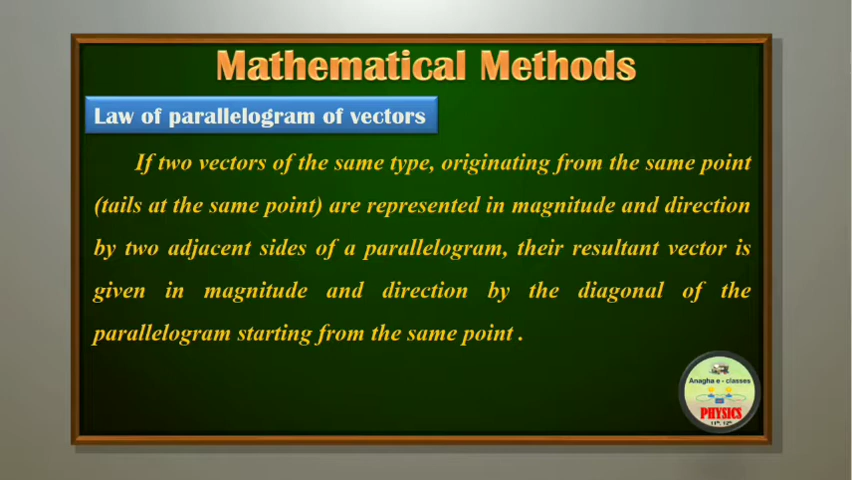 Mathematical Methods
Law of parallelogram of vectors
If two vectors of the same type, originating from the same point
(tails at the same point) are represented in magnitude and direction
by two adjacent sides of a parallelogram, their resultant vector is
given in magnitude and direction by the diagonal of the
parallelogram starting from the same point .
Anagha e - classes
PHYSICS
11th, 12th